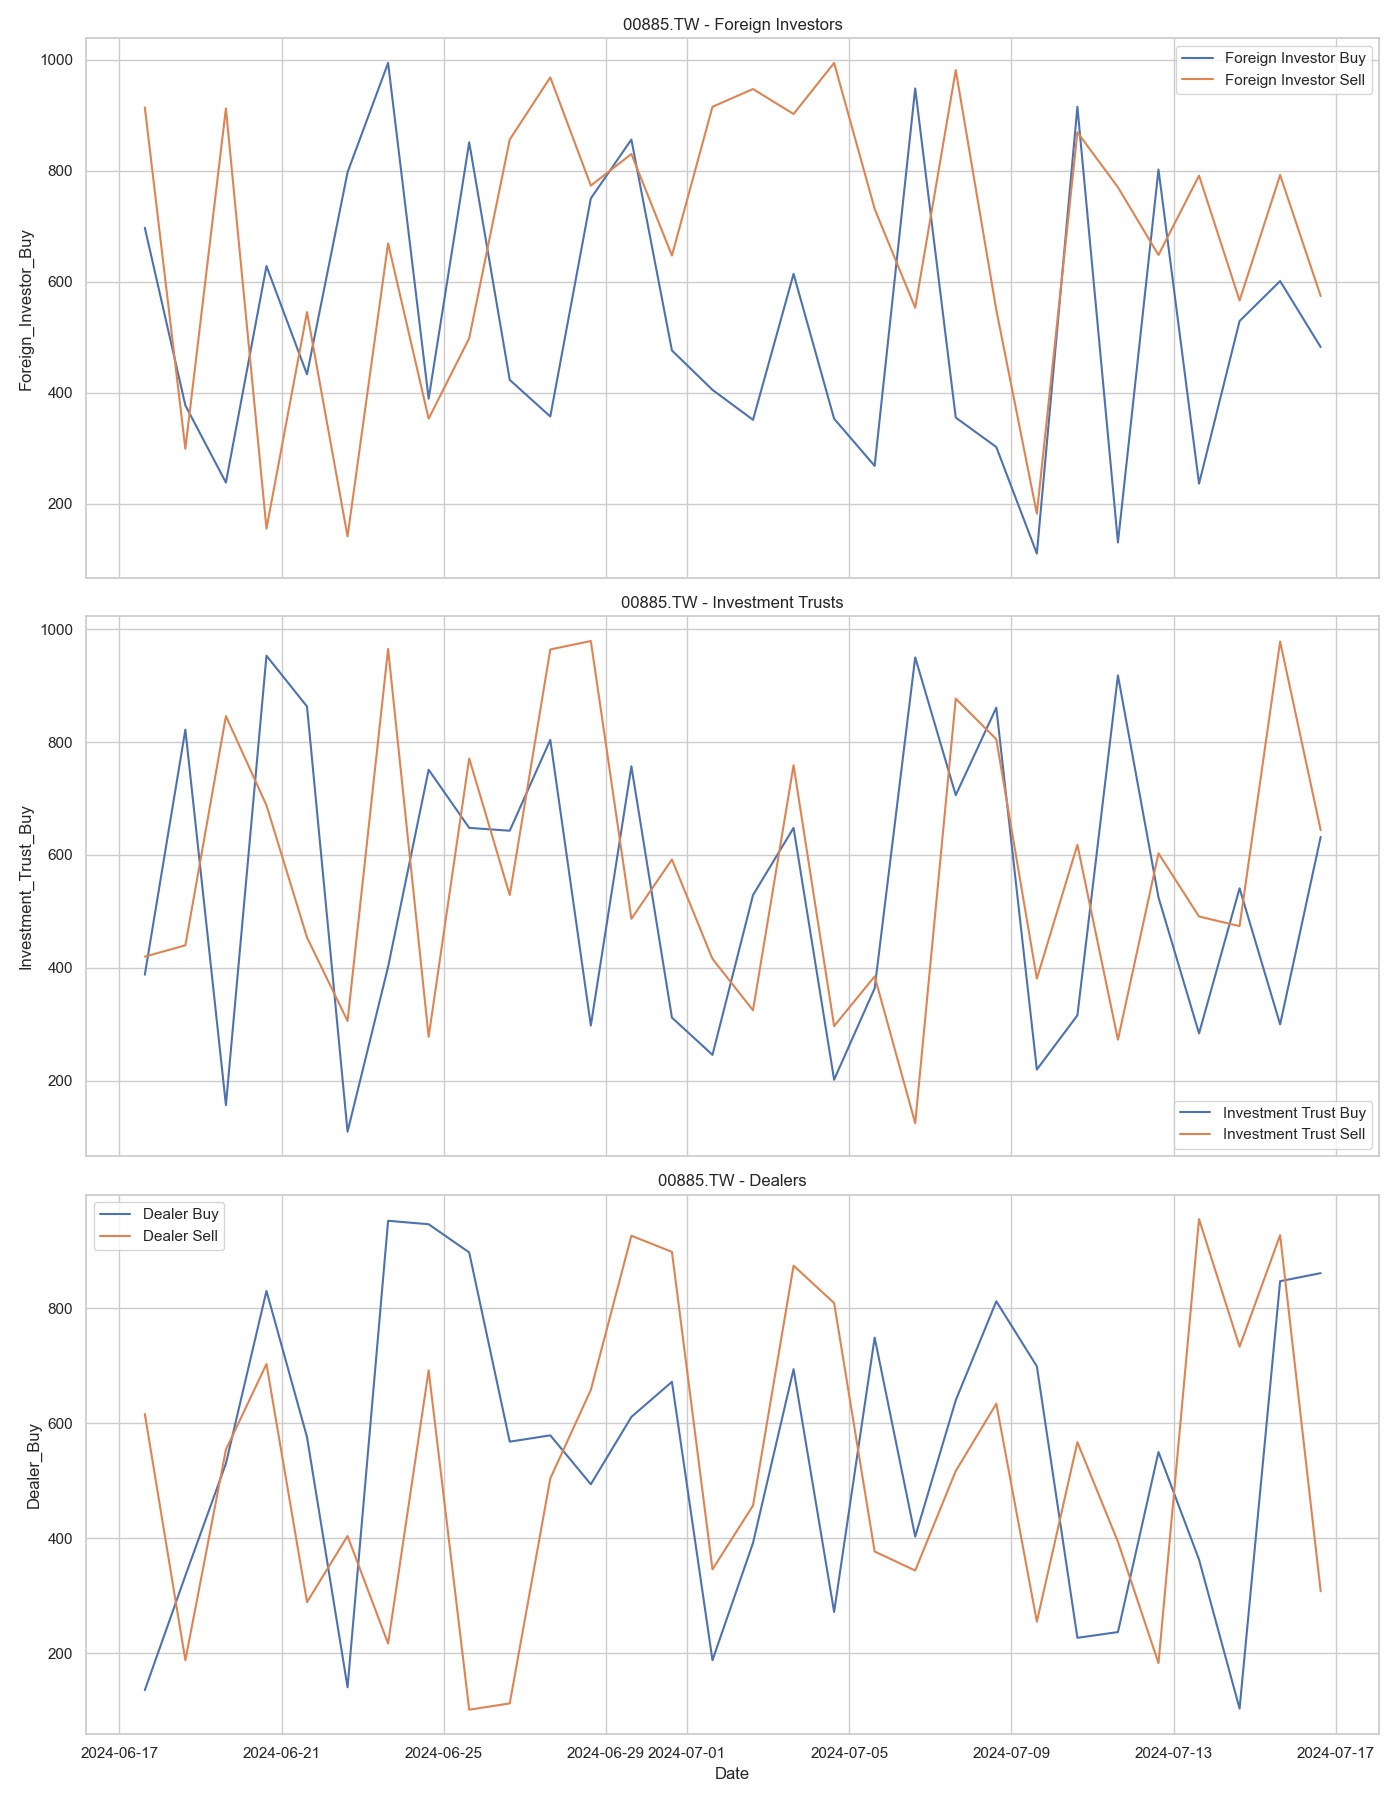 00885.TW - Foreign Investors
Foreign Investor Buy
Foreign Investor Sell
Foreign_Investor_Buy
1000
800
600
400
200
00885.TW - Investment Trusts
Investment_Trust_Buy
1000
800
600
400
200
Investment Trust Buy
Investment Trust Sell
00885.TW - Dealers
Dealer Buy
Dealer Sell
Dealer_Buy
800
600
400
200
2024-06-17 2024-06-21 2024-06-25 2024-06-29 2024-07-01 2024-07-05 2024-07-09 2024-07-13 2024-07-17
Date